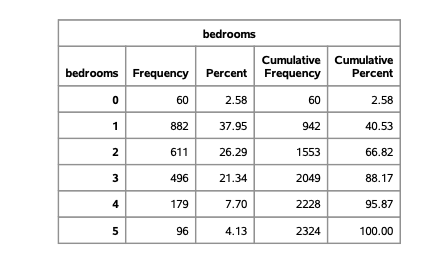 bedrooms
bedrooms Frequency Percent Cumulative Frequency Cumulative Percent
0 60 2.58 60 2.58
1 882 37.95 942 40.53
2 611 26.29 1553 66.82
3 496 21.34 2049 88.17
4 179 7.70 2228 95.87
5 96 4.13 2324 100.00